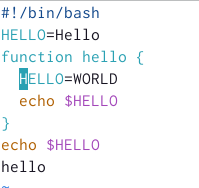 #!/bin/bash
HELLO=Hello
function hello {
  HELLO=WORLD
  echo $HELLO
}
echo $HELLO
hello
~